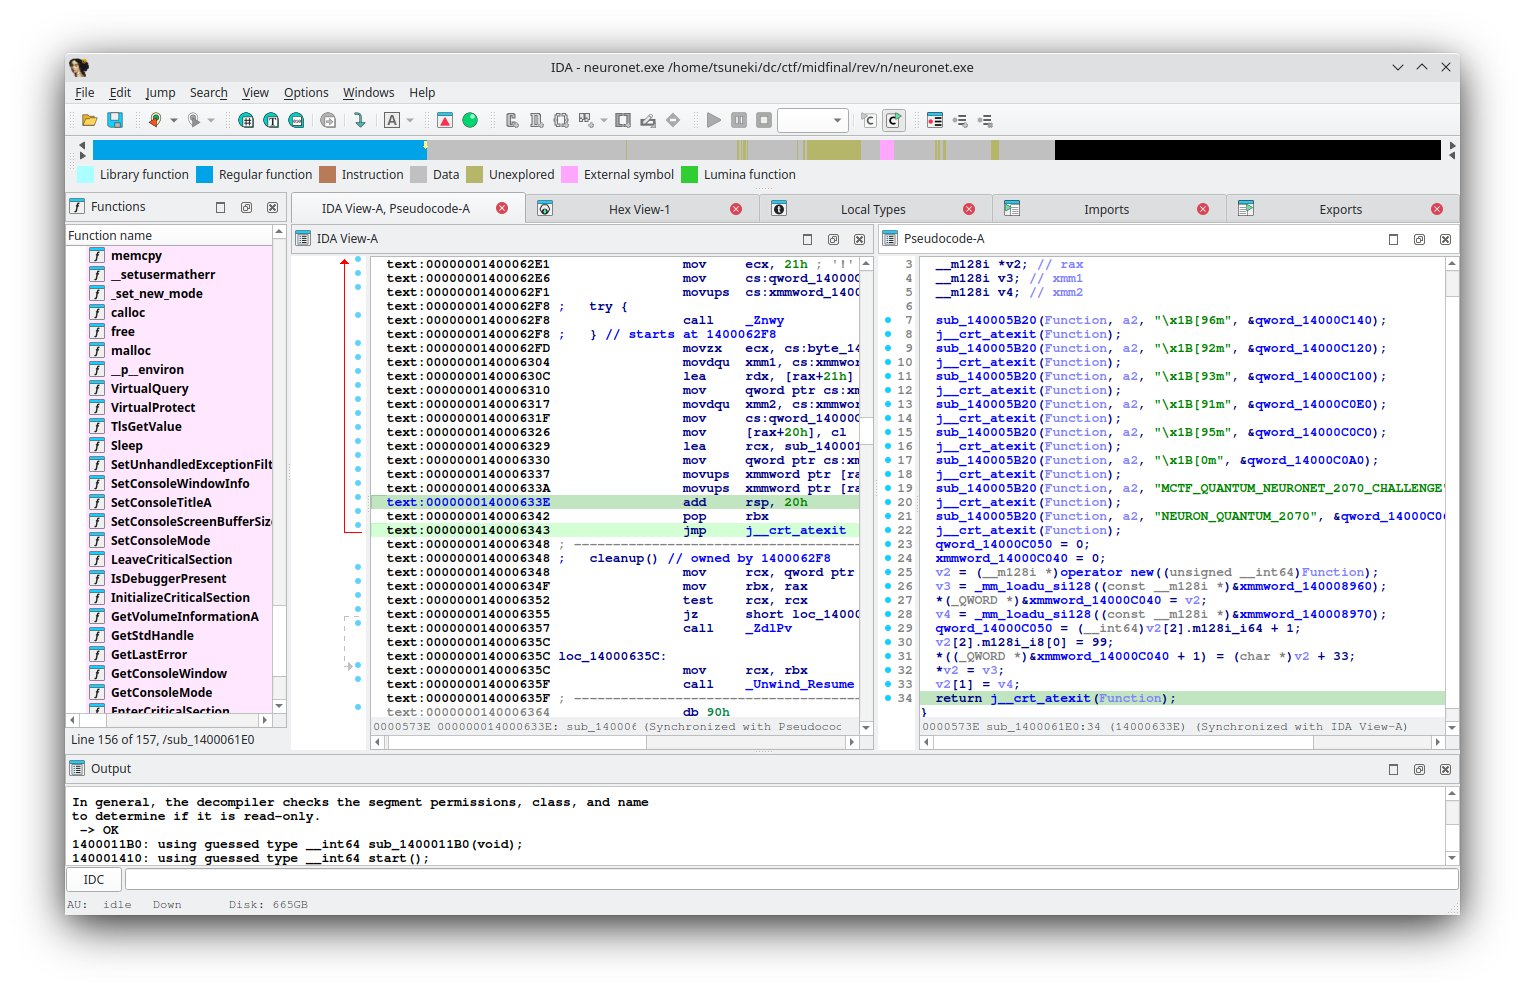 IDA - neuronet.exe /home/tsuneki/dc/ctf/midfinal/rev/n/neuronet.exe
File Edit Jump Search View Options Windows Help
Library function Regular function Instruction Data Unexplored External symbol Lumina function
Functions
Function name
memcpy
__setusermatherr
_set_new_mode
calloc
free
malloc
__p__environ
VirtualQuery
VirtualProtect
TlsGetValue
Sleep
SetUnhandledExceptionFilt
SetConsoleWindowInfo
SetConsoleTitleA
SetConsoleScreenBufferSize
SetConsoleMode
LeaveCriticalSection
IsDebuggerPresent
InitializeCriticalSection
GetVolumeInformationA
GetStdHandle
GetLastError
GetConsoleWindow
GetConsoleMode
EnterCriticalSection
Line 156 of 157, /sub_1400061E0
IDA View-A, Pseudocode-A Hex View-1 Local Types Imports Exports
IDA View-A
text:00000001400062E1 mov ecx, 21h ; '!'
text:00000001400062E6 mov cs:qword_14000C
text:00000001400062F1 movups cs:xmmword_1400
text:00000001400062F8 ; try {
text:00000001400062F8 call _Znwy
text:00000001400062F8 ; } // starts at 1400062F8
text:00000001400062FD movzx ecx, cs:byte_14
text:0000000140006304 movdqu xmm1, cs:xmmwor
text:000000014000630C lea rdx, [rax+21h]
text:0000000140006310 mov qword ptr cs:xm
text:0000000140006317 movdqu xmm2, cs:xmmwor
text:000000014000631F mov cs:qword_14000C
text:0000000140006326 mov [rax+20h], cl
text:0000000140006329 lea rcx, sub_140001
text:0000000140006330 mov qword ptr cs:xm
text:0000000140006337 movups xmmword ptr [ra
text:000000014000633A movups xmmword ptr [ra
text:000000014000633E add rsp, 20h
text:0000000140006342 pop rbx
text:0000000140006343 jmp j__crt_atexit
text:0000000140006348 ; ----------------------------------------
text:0000000140006348 ; cleanup() // owned by 1400062F8
text:0000000140006348 mov rcx, qword ptr
text:000000014000634F mov rbx, rax
text:0000000140006352 test rcx, rcx
text:0000000140006355 jz short loc_14000
text:0000000140006357 call _ZdlPv
text:000000014000635C
text:000000014000635C loc_14000635C:
text:000000014000635C mov rcx, rbx
text:000000014000635F call _Unwind_Resume
text:000000014000635F ; ----------------------------------------
text:0000000140006364 db 90h
0000573E 000000014000633E: sub_14000 (Synchronized with Pseudocod
Pseudocode-A
3 __m128i *v2; // rax
4 __m128i v3; // xmm1
5 __m128i v4; // xmm2
6
7 sub_140005B20(Function, a2, "\x1B[96m", &qword_14000C140);
8 j__crt_atexit(Function);
9 sub_140005B20(Function, a2, "\x1B[92m", &qword_14000C120);
10 j__crt_atexit(Function);
11 sub_140005B20(Function, a2, "\x1B[93m", &qword_14000C100);
12 j__crt_atexit(Function);
13 sub_140005B20(Function, a2, "\x1B[91m", &qword_14000C0E0);
14 j__crt_atexit(Function);
15 sub_140005B20(Function, a2, "\x1B[95m", &qword_14000C0C0);
16 j__crt_atexit(Function);
17 sub_140005B20(Function, a2, "\x1B[0m", &qword_14000C0A0);
18 j__crt_atexit(Function);
19 sub_140005B20(Function, a2, "MCTF_QUANTUM_NEURONET_2070_CHALLENGE"
20 j__crt_atexit(Function);
21 sub_140005B20(Function, a2, "NEURON_QUANTUM_2070", &qword_14000C06
22 j__crt_atexit(Function);
23 qword_14000C050 = 0;
24 xmmword_14000C040 = 0;
25 v2 = (__m128i *)operator new((unsigned __int64)Function);
26 v3 = _mm_loadu_si128((const __m128i *)&xmmword_140008960);
27 *(_QWORD *)&xmmword_14000C040 = v2;
28 v4 = _mm_loadu_si128((const __m128i *)&xmmword_140008970);
29 qword_14000C050 = (__int64)v2[2].m128i_i64 + 1;
30 v2[2].m128i_i8[0] = 99;
31 *((_QWORD *)&xmmword_14000C040 + 1) = (char *)v2 + 33;
32 *v2 = v3;
33 v2[1] = v4;
34 return j__crt_atexit(Function);
}
0000573E sub_1400061E0:34 (14000633E) (Synchronized with IDA View-A)
Output
In general, the decompiler checks the segment permissions, class, and name
to determine if it is read-only.
-> OK
1400011B0: using guessed type __int64 sub_1400011B0(void);
140001410: using guessed type __int64 start();
IDC
AU: idle Down Disk: 665GB